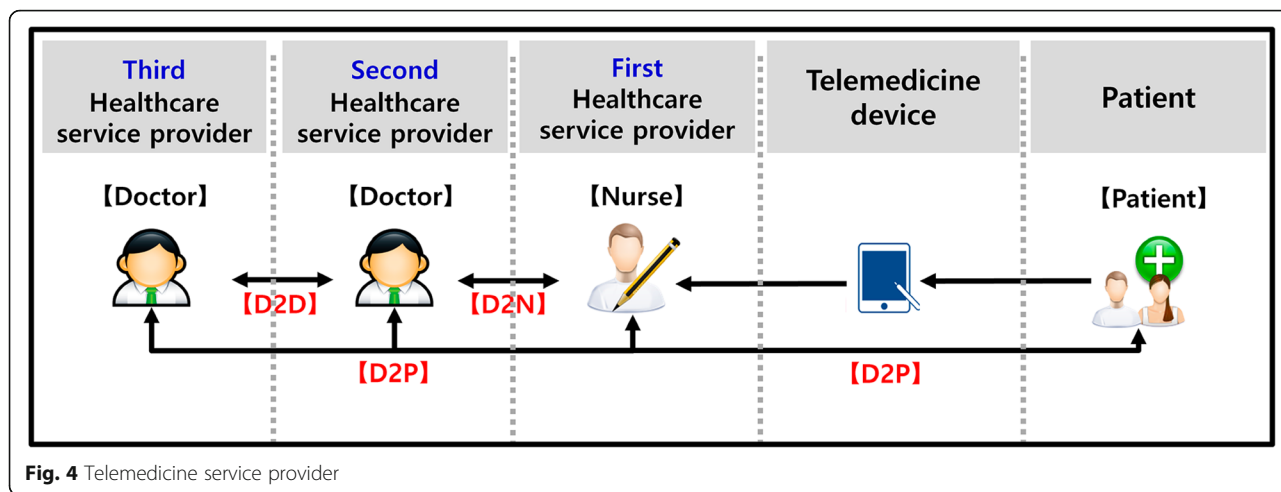 Third
Healthcare
service provider
Second
Healthcare
service provider
First
Healthcare
service provider
Telemedicine
device
Patient
【Doctor】
【Doctor】
【Nurse】
【Patient】
【D2D】
【D2N】
【D2P】
【D2P】
Fig. 4 Telemedicine service provider